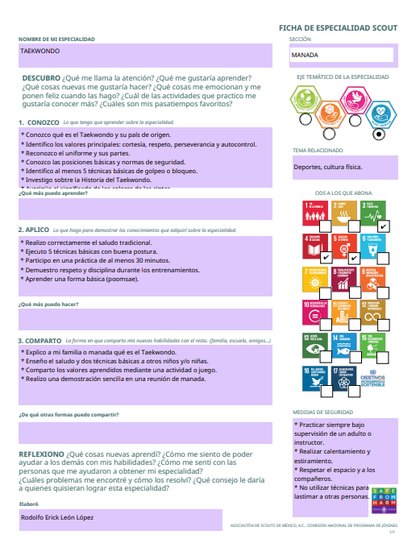 FICHA DE ESPECIALIDAD SCOUT
NOMBRE DE MI ESPECIALIDAD
TAEKWONDO
SECCIÓN
MANADA
DESCUBRO ¿Qué me llama la atención? ¿Qué me gustaría aprender?
¿Qué cosas nuevas me gustaría hacer? ¿Qué cosas me emocionan y me
ponen feliz cuando las hago? ¿Cuál de las actividades que practico me
gustaría conocer más? ¿Cuáles son mis pasatiempos favoritos?
EJE TEMÁTICO DE LA ESPECIALIDAD
1. CONOZCO Lo que tengo que aprender sobre la especialidad.
* Conozco qué es el Taekwondo y su país de origen.
* Identifico los valores principales: cortesía, respeto, perseverancia y autocontrol.
* Reconozco el uniforme y sus partes.
* Conozco las posiciones básicas y normas de seguridad.
* Identifico al menos 5 técnicas básicas de golpeo o bloqueo.
* Investigo sobre la Historia del Taekwondo.
¿Qué más puedo aprender?
TEMA RELACIONADO
Deportes, cultura física.
ODS A LOS QUE ABONA
2. APLICO Lo que hago para demostrar los conocimientos que adquirí sobre la especialidad.
* Realizo correctamente el saludo tradicional.
* Ejecuto 5 técnicas básicas con buena postura.
* Participo en una práctica de al menos 30 minutos.
* Demuestro respeto y disciplina durante los entrenamientos.
* Aprender una forma básica (poomsae).
¿Qué más puedo hacer?
3. COMPARTO La forma en que comparto mis nuevas habilidades con el resto. (familia, escuela, amigos...)
* Explico a mi familia o manada qué es el Taekwondo.
* Enseño el saludo y dos técnicas básicas a otros niños y/o niñas.
* Comparto los valores aprendidos mediante una actividad o juego.
* Realizo una demostración sencilla en una reunión de manada.
¿De qué otras formas puedo compartir?
MEDIDAS DE SEGURIDAD
* Practicar siempre bajo
supervisión de un adulto o
instructor.
* Realizar calentamiento y
estiramiento.
* Respetar el espacio y a los
compañeros.
* No utilizar técnicas para
lastimar a otras personas.
SAFE
FROM
HARM
REFLEXIONO ¿Qué cosas nuevas aprendí? ¿Cómo me siento de poder
ayudar a los demás con mis habilidades? ¿Cómo me sentí con las
personas que me ayudaron a obtener mi especialidad?
¿Cuáles problemas me encontré y cómo los resolví? ¿Qué consejo le daría
a quienes quisieran lograr esta especialidad?
Elaboró
Rodolfo Erick León López
ASOCIACIÓN DE SCOUTS DE MÉXICO, A.C., COMISIÓN NACIONAL DE PROGRAMA DE JÓVENES